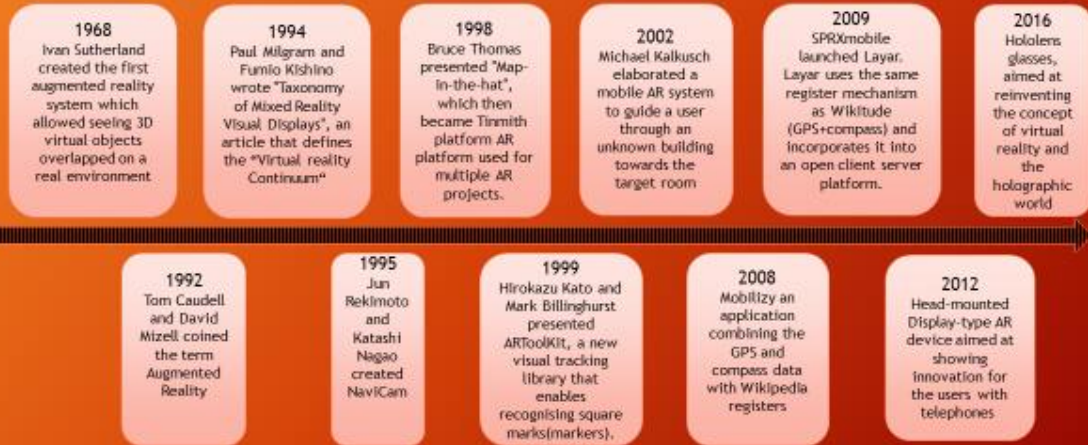 1968
Ivan Sutherland
created the first
augmented reality
system which
allowed seeing 3D
virtual objects
overlapped on a
real environment
1994
Paul Milgram and
Fumio Kishino
wrote "Taxonomy
of Mixed Reality
Visual Displays", an
article that defines
the “Virtual reality
Continuum“
1998
Bruce Thomas
presented "Map-
in-the-hat",
which then
became Tinmith
platform AR
platform used for
multiple AR
projects.
2002
Michael Kalkusch
elaborated a
mobile AR system
to guide a user
through an
unknown building
towards the
target room
2009
SPRXmobile
launched Layar.
Layar uses the same
register mechanism
as Wikitude
(GPS+compass) and
incorporates it into
an open client server
platform.
2016
Hololens
glasses,
aimed at
reinventing
the concept
of virtual
reality and
the
holographic
world
1992
Tom Caudell
and David
Mizell coined
the term
Augmented
Reality
1995
Jun
Rekimoto
and
Katashi
Nagao
created
NaviCam
1999
Hirokazu Kato and
Mark Billinghurst
presented
ARToolKit, a new
visual tracking
library that
enables
recognising square
marks(markers).
2008
Mobilizy an
application
combining the
GPS and
compass data
with Wikipedia
registers
2012
Head-mounted
Display-type AR
device aimed at
showing
innovation for
the users with
telephones